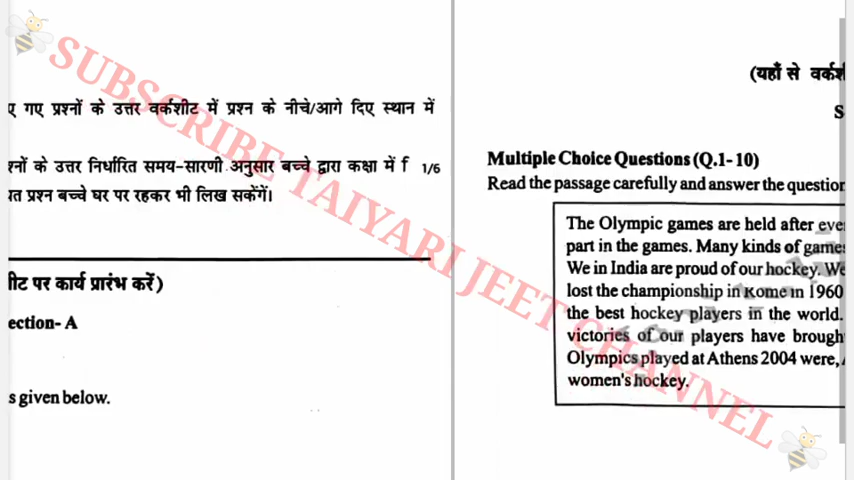 ए गए प्रश्नों के उत्तर वर्कशीट में प्रश्न के नीचे/आगे दिए स्थान में
श्नों के उत्तर निर्धारित समय-सारणी अनुसार बच्चे द्वारा कक्षा में f 1/6
यत प्रश्न बच्चे घर पर रहकर भी लिख सकेंगें।
ीट पर कार्य प्रारंभ करें)
ection- A
s given below.
(यहाँ से वर्कश
S
Multiple Choice Questions (Q.1- 10)
Read the passage carefully and answer the question
The Olympic games are held after eve
part in the games. Many kinds of game
We in India are proud of our hockey. We
lost the championship in Rome in 1960
the best hockey players in the world.
victories of our players have brough
Olympics played at Athens 2004 were,
women's hockey.
SUBSCRIBE TAIYARI JEET CHANNEL